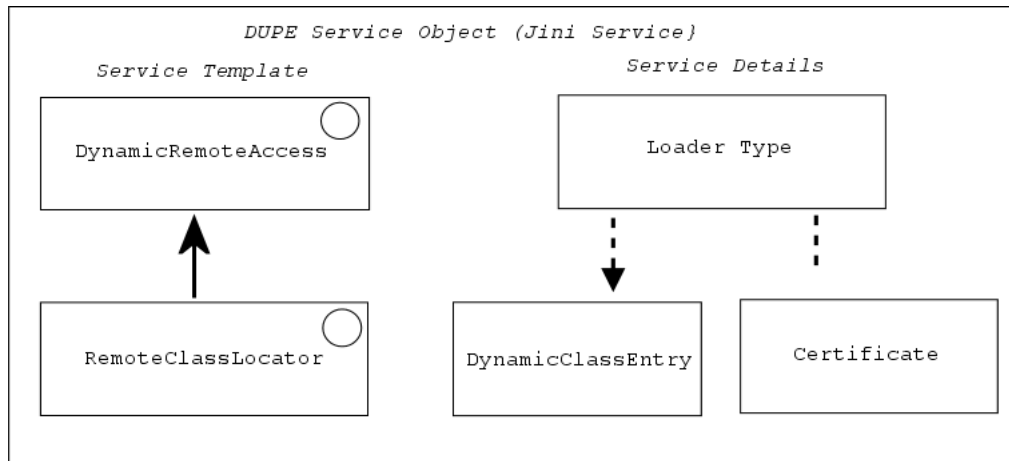 DUPE Service Object (Jini Service}
Service Template
Service Details
DynamicRemoteAccess
Loader Type
RemoteClassLocator
DynamicClassEntry
Certificate